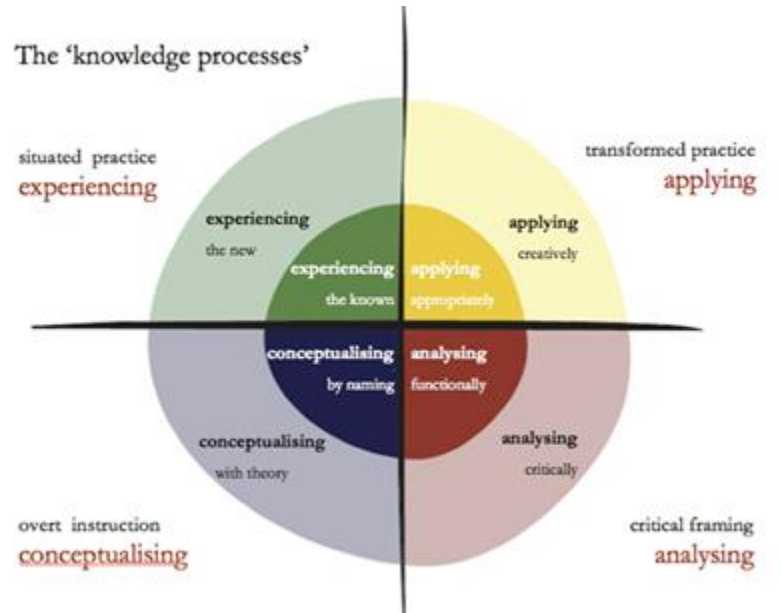 The ‘knowledge processes’
situated practice
experiencing
transformed practice
applying
experiencing
the new
applying
creatively
experiencing
the known
applying
appropriately
conceptualising
by naming
analysing
functionally
conceptualising
with theory
analysing
critically
overt instruction
conceptualising
critical framing
analysing